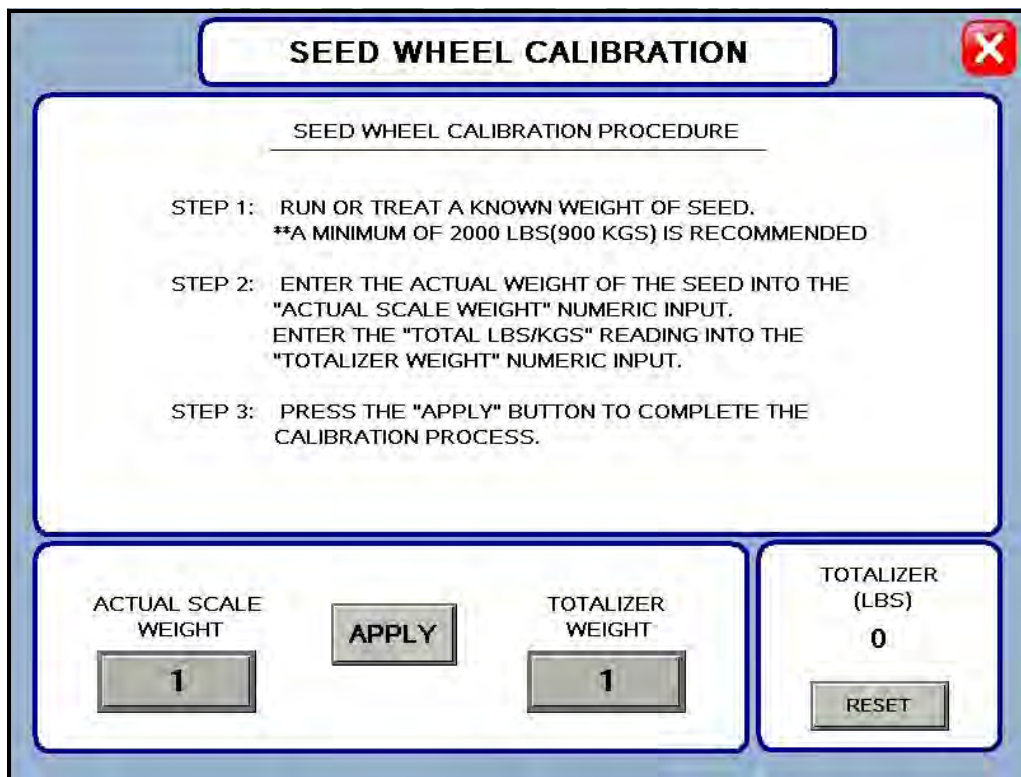 SEED WHEEL CALIBRATION
SEED WHEEL CALIBRATION PROCEDURE
STEP 1: RUN OR TREAT A KNOWN WEIGHT OF SEED.
**A MINIMUM OF 2000 LBS(900 KGS) IS RECOMMENDED
STEP 2: ENTER THE ACTUAL WEIGHT OF THE SEED INTO THE
"ACTUAL SCALE WEIGHT" NUMERIC INPUT.
ENTER THE "TOTAL LBS/KGS" READING INTO THE
"TOTALIZER WEIGHT" NUMERIC INPUT.
STEP 3: PRESS THE "APPLY" BUTTON TO COMPLETE THE
CALIBRATION PROCESS.
ACTUAL SCALE
WEIGHT
1
APPLY
TOTALIZER
WEIGHT
1
TOTALIZER
(LBS)
0
RESET